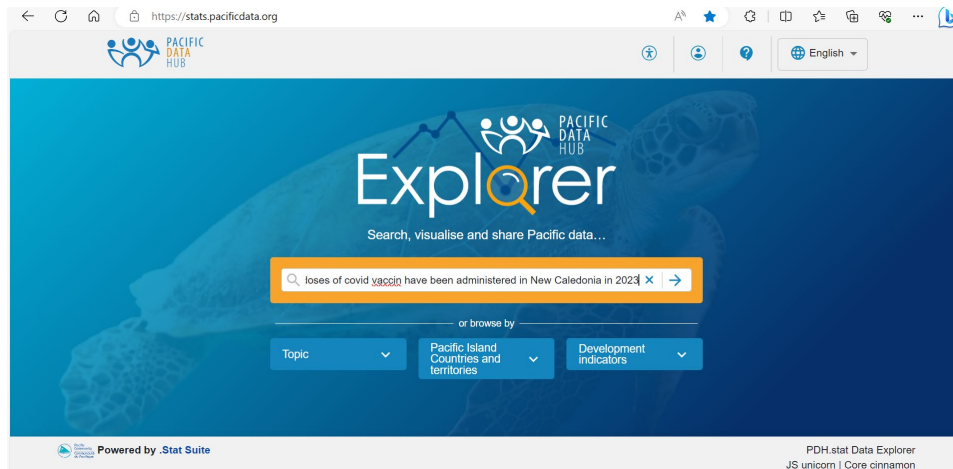 https://stats.pacificdata.org
PACIFIC
DATA
HUB
English
PACIFIC
DATA
HUB
Explorer
Search, visualise and share Pacific data...
loses of covid vaccin have been administered in New Caledonia in 2023
or browse by
Topic
Pacific Island
Countries and
territories
Development
indicators
Powered by .Stat Suite
PDH.stat Data Explorer
JS unicorn | Core cinnamon